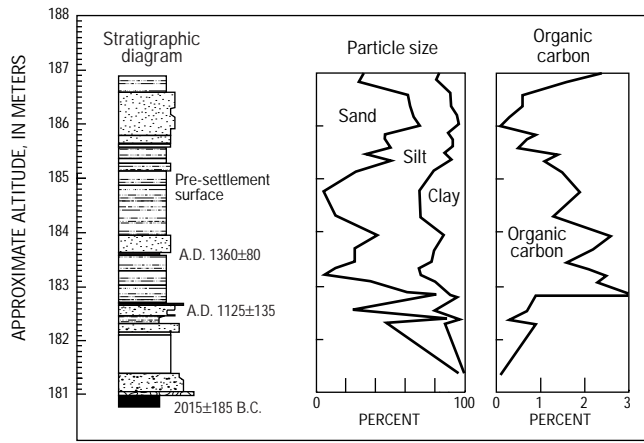 APPROXIMATE ALTITUDE, IN METERS
188
187
186
185
184
183
182
181
Stratigraphic
diagram
Pre-settlement
surface
A.D. 1360±80
A.D. 1125±135
2015±185 B.C.
Particle size
Sand
Silt
Clay
0
100
PERCENT
Organic
carbon
Organic
carbon
0
1
2
3
PERCENT